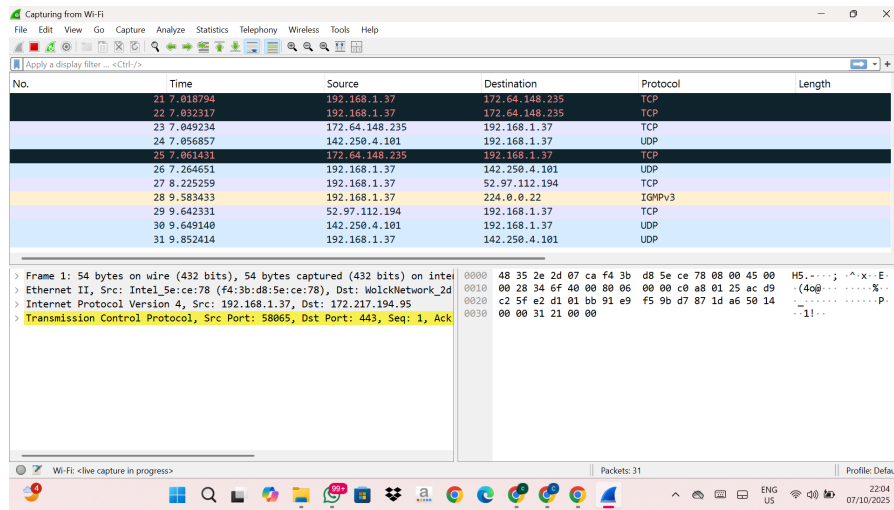 Capturing from Wi-Fi
File Edit View Go Capture Analyze Statistics Telephony Wireless Tools Help
Apply a display filter ... <Ctrl-/>
No. Time Source Destination Protocol Length
21 7.018794 192.168.1.37 172.64.148.235 TCP
22 7.032317 192.168.1.37 172.64.148.235 TCP
23 7.049234 172.64.148.235 192.168.1.37 TCP
24 7.056857 142.250.4.101 192.168.1.37 UDP
25 7.061431 172.64.148.235 192.168.1.37 TCP
26 7.264651 192.168.1.37 142.250.4.101 UDP
27 8.225259 192.168.1.37 52.97.112.194 TCP
28 9.583433 192.168.1.37 224.0.0.22 IGMPv3
29 9.642331 52.97.112.194 192.168.1.37 TCP
30 9.649140 142.250.4.101 192.168.1.37 UDP
31 9.852414 192.168.1.37 142.250.4.101 UDP
> Frame 1: 54 bytes on wire (432 bits), 54 bytes captured (432 bits) on inte
> Ethernet II, Src: Intel_5e:ce:78 (f4:3b:d8:5e:ce:78), Dst: WolckNetwork_2d
> Internet Protocol Version 4, Src: 192.168.1.37, Dst: 172.217.194.95
> Transmission Control Protocol, Src Port: 58065, Dst Port: 443, Seq: 1, Ack
0000 48 35 2e 2d 07 ca f4 3b d8 5e ce 78 08 00 45 00 H5.-···; ·^·x··E·
0010 00 28 34 6f 40 00 80 06 00 00 c0 a8 01 25 ac d9 ·(4o@··· ·····%··
0020 c2 5f e2 d1 01 bb 91 e9 f5 9b d7 87 1d a6 50 14 ·_······ ······P·
0030 00 00 31 21 00 00 ··1!··
Wi-Fi: <live capture in progress> Packets: 31 Profile: Defau
4 99+ a C C ENG US 22:04 07/10/2025